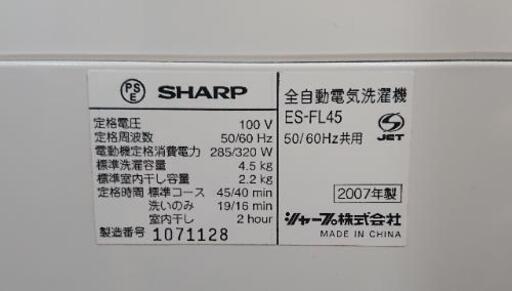 PSE SHARP
定格電圧 100 V
定格周波数 50/60 Hz
電動機定格消費電力 285/320 W
標準洗濯容量 4.5 kg
標準室内干し容量 2.2 kg
定格時間 標準コース 45/40 min
洗いのみ 19/16 min
室内干し 2 hour
製造番号 1071128
全自動電気洗濯機
ES-FL45
50/60Hz共用
JET
2007年製
シャープ株式会社
MADE IN CHINA